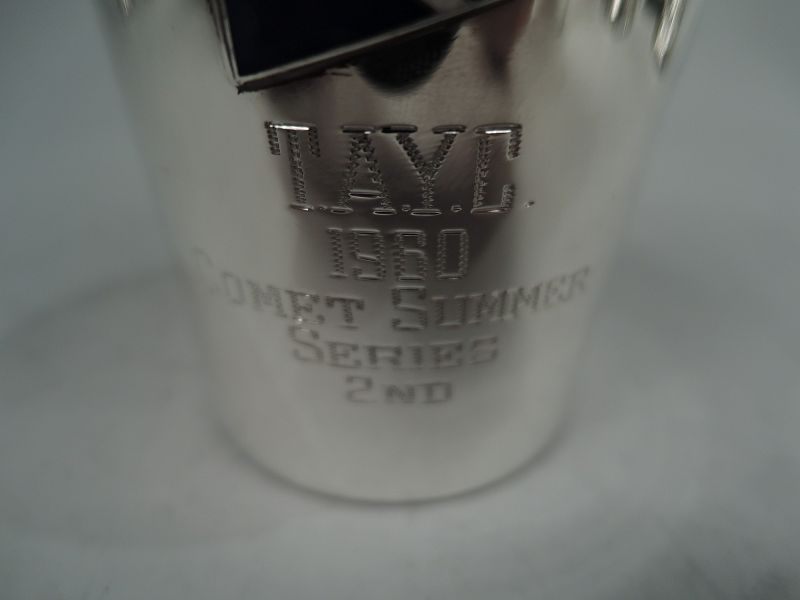 T.A.Y.C.
1960
COMET SUMMER
SERIES
2ND